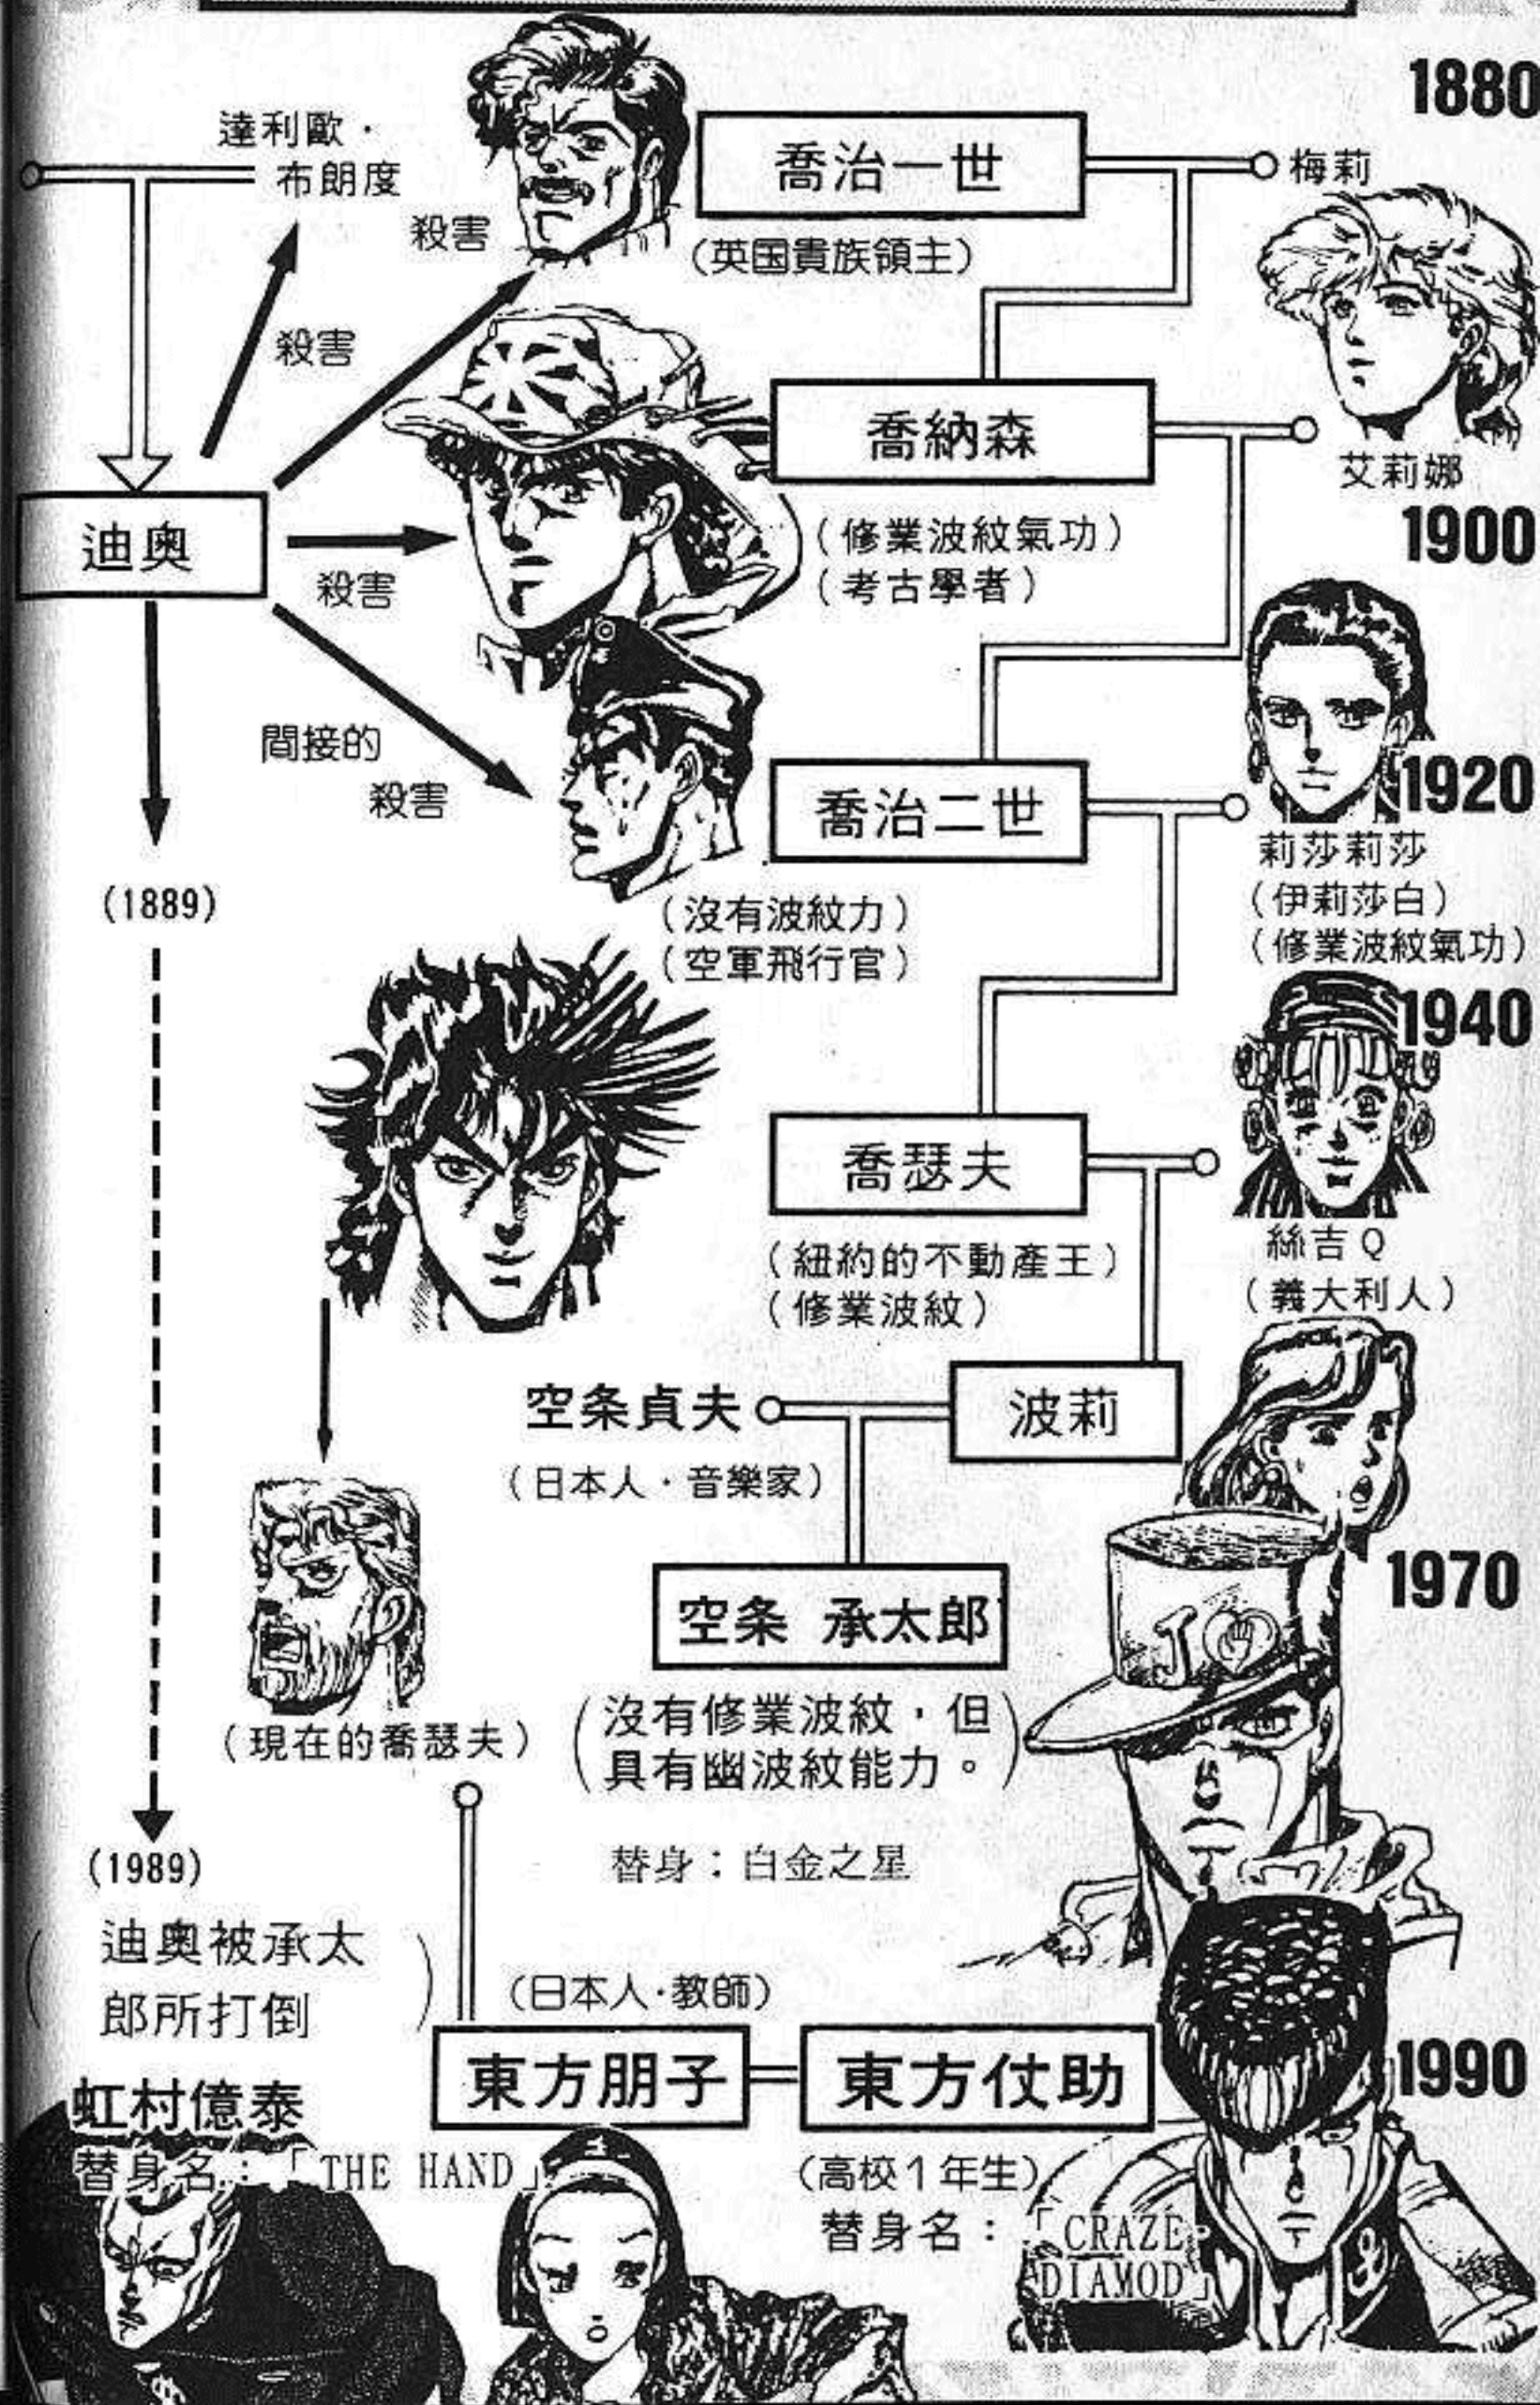 1880
達利歐・
布朗度
喬治一世
梅莉
殺害
(英国貴族領主)
殺害
喬納森
艾莉娜
1900
迪奧
(修業波紋氣功)
(考古學者)
殺害
間接的
殺害
1920
喬治二世
莉莎莉莎
(伊莉莎白)
(修業波紋氣功)
(1889)
(沒有波紋力)
(空軍飛行官)
1940
喬瑟夫
絲吉Q
(義大利人)
(紐約的不動產王)
(修業波紋)
空条貞夫
波莉
(日本人・音樂家)
1970
空条 承太郎
(現在的喬瑟夫)
(沒有修業波紋，但
具有幽波紋能力。)
替身：白金之星
(1989)
(迪奧被承太
郎所打倒)
(日本人・教師)
東方朋子
東方仗助
1990
虹村億泰
替身名：「THE HAND」
(高校1年生)
替身名：「CRAZE
DIAMOD」
J